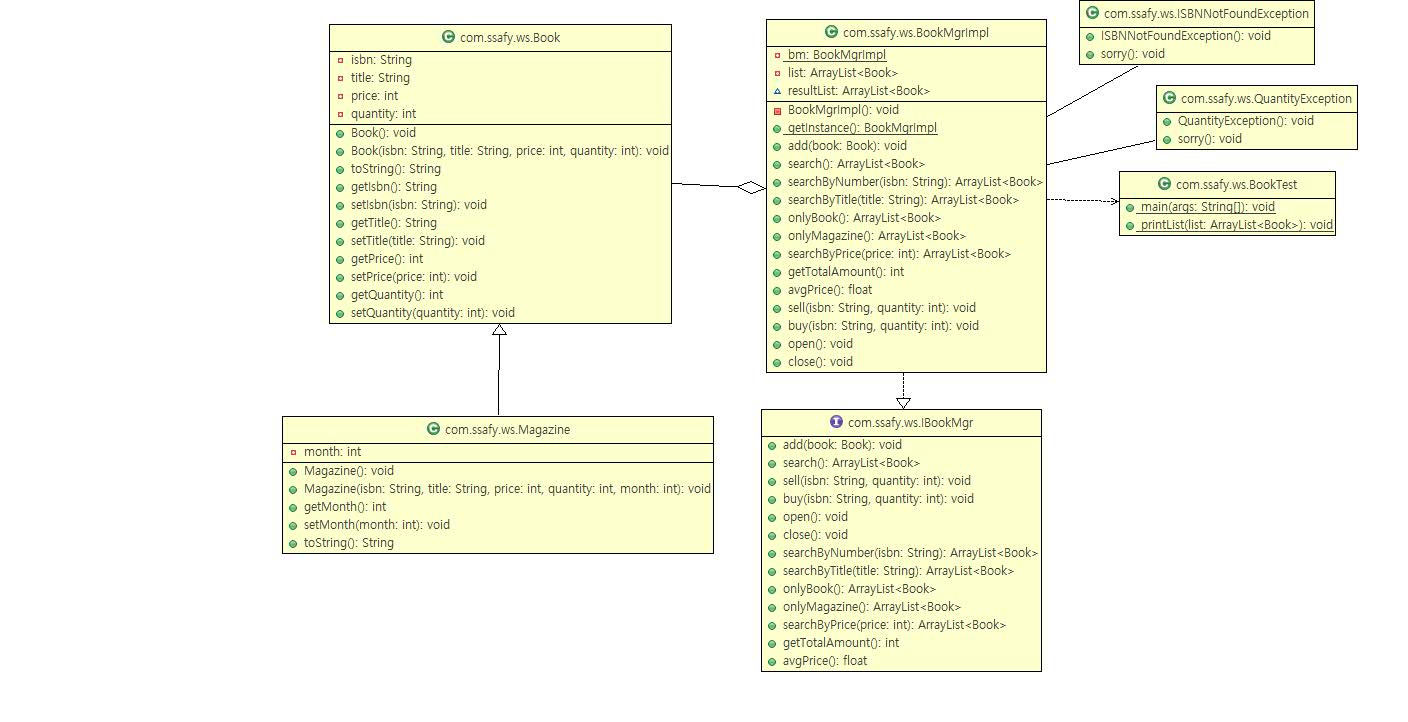 com.ssafy.ws.Book
isbn: String
title: String
price: int
quantity: int
Book(): void
Book(isbn: String, title: String, price: int, quantity: int): void
toString(): String
getIsbn(): String
setIsbn(isbn: String): void
getTitle(): String
setTitle(title: String): void
getPrice(): int
setPrice(price: int): void
getQuantity(): int
setQuantity(quantity: int): void
com.ssafy.ws.BookMgrImpl
bm: BookMgrImpl
list: ArrayList<Book>
resultList: ArrayList<Book>
BookMgrImpl(): void
getInstance(): BookMgrImpl
add(book: Book): void
search(): ArrayList<Book>
searchByNumber(isbn: String): ArrayList<Book>
searchByTitle(title: String): ArrayList<Book>
onlyBook(): ArrayList<Book>
onlyMagazine(): ArrayList<Book>
searchByPrice(price: int): ArrayList<Book>
getTotalAmount(): int
avgPrice(): float
sell(isbn: String, quantity: int): void
buy(isbn: String, quantity: int): void
open(): void
close(): void
com.ssafy.ws.ISBNNotFoundException
ISBNNotFoundException(): void
sorry(): void
com.ssafy.ws.QuantityException
QuantityException(): void
sorry(): void
com.ssafy.ws.BookTest
main(args: String[]): void
printList(list: ArrayList<Book>): void
com.ssafy.ws.Magazine
month: int
Magazine(): void
Magazine(isbn: String, title: String, price: int, quantity: int, month: int): void
getMonth(): int
setMonth(month: int): void
toString(): String
com.ssafy.ws.IBookMgr
add(book: Book): void
search(): ArrayList<Book>
sell(isbn: String, quantity: int): void
buy(isbn: String, quantity: int): void
open(): void
close(): void
searchByNumber(isbn: String): ArrayList<Book>
searchByTitle(title: String): ArrayList<Book>
onlyBook(): ArrayList<Book>
onlyMagazine(): ArrayList<Book>
searchByPrice(price: int): ArrayList<Book>
getTotalAmount(): int
avgPrice(): float